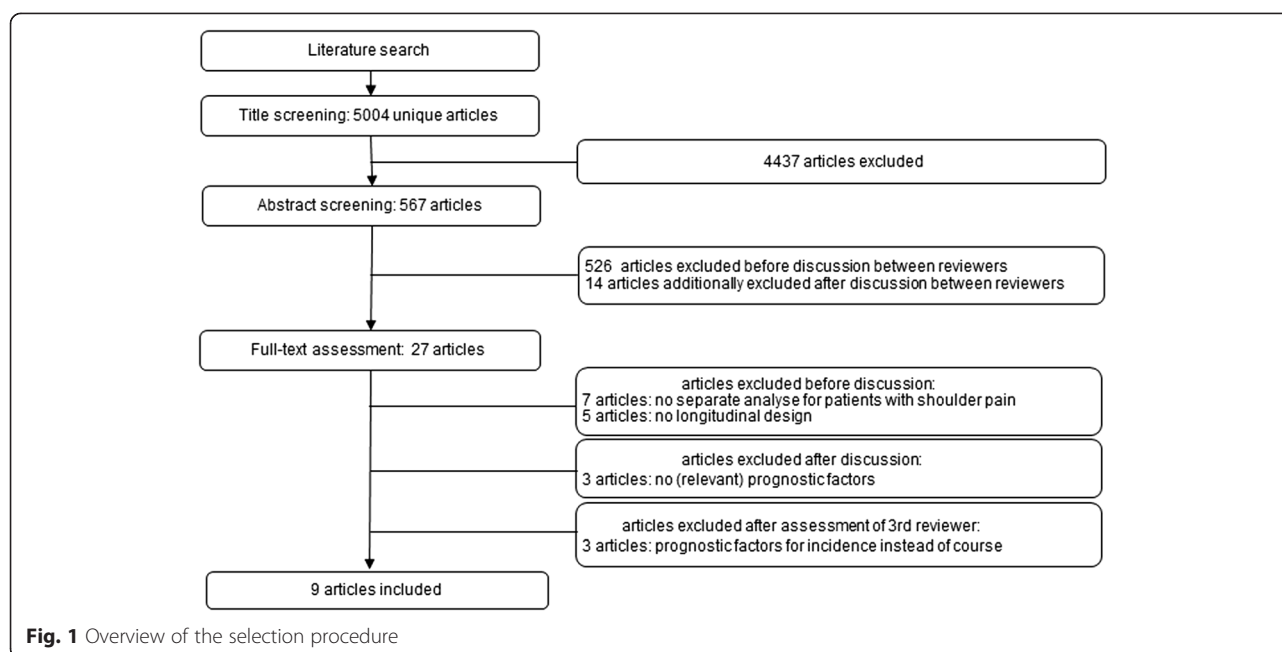 Literature search
Title screening: 5004 unique articles
4437 articles excluded
Abstract screening: 567 articles
526 articles excluded before discussion between reviewers
14 articles additionally excluded after discussion between reviewers
Full-text assessment: 27 articles
articles excluded before discussion:
7 articles: no separate analyse for patients with shoulder pain
5 articles: no longitudinal design
articles excluded after discussion:
3 articles: no (relevant) prognostic factors
articles excluded after assessment of 3rd reviewer:
3 articles: prognostic factors for incidence instead of course
9 articles included
Fig. 1 Overview of the selection procedure